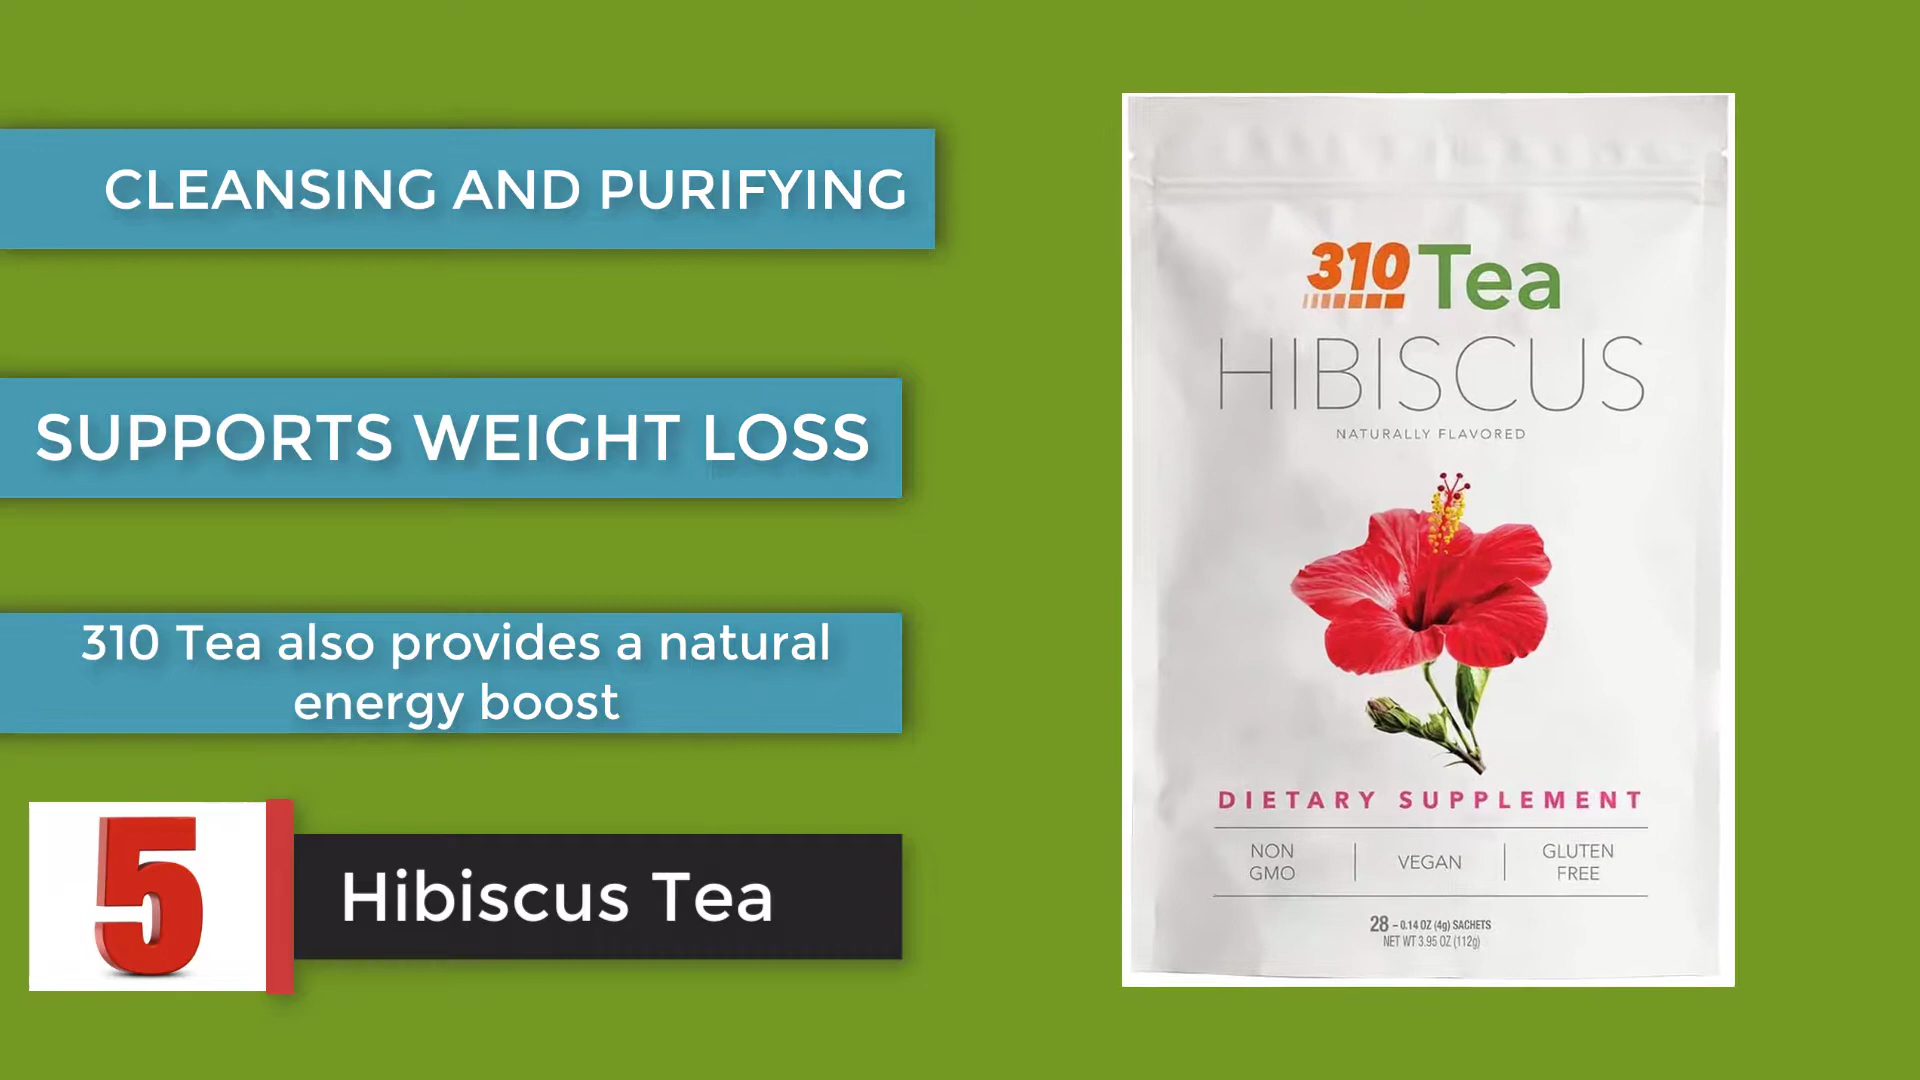 CLEANSING AND PURIFYING
SUPPORTS WEIGHT LOSS
310 Tea also provides a natural
energy boost
5
Hibiscus Tea
310 Tea
HIBISCUS
NATURALLY FLAVORED
DIETARY SUPPLEMENT
NON
GMO
VEGAN
GLUTEN
FREE
28 – 0.14 OZ (4g) SACHETS
NET WT 3.95 OZ (112g)